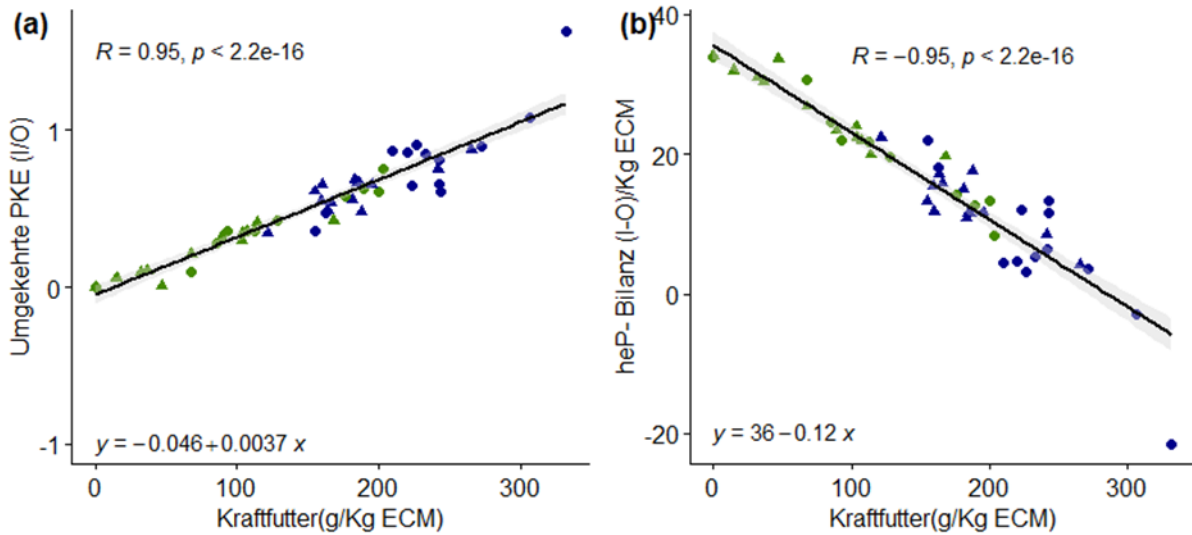 (a)
R = 0.95, p < 2.2e-16
Umgekehrte PKE (I/O)
1
0
-1
y = −0.046+0.0037 x
0 100 200 300
Kraftfutter(g/Kg ECM)
(b)
R = −0.95, p < 2.2e-16
heP- Bilanz (I-O)/Kg ECM
40
20
0
-20
y = 36−0.12 x
0 100 200 300
Kraftfutter(g/Kg ECM)